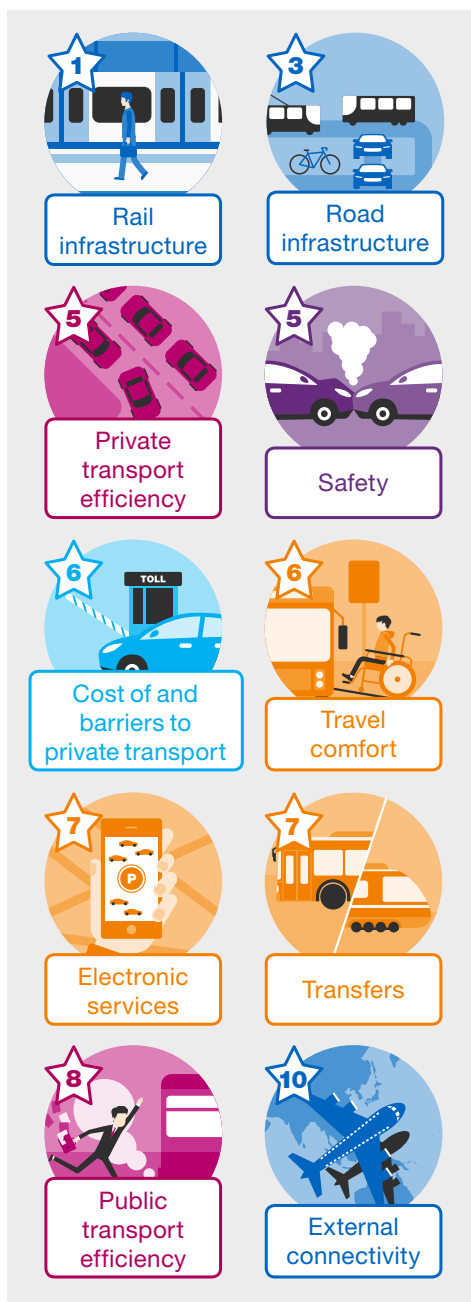 1
Rail
infrastructure
3
Road
infrastructure
5
Private
transport
efficiency
5
Safety
6
TOLL
Cost of and
barriers to
private transport
6
Travel
comfort
7
P
Electronic
services
7
Transfers
8
Public
transport
efficiency
10
External
connectivity